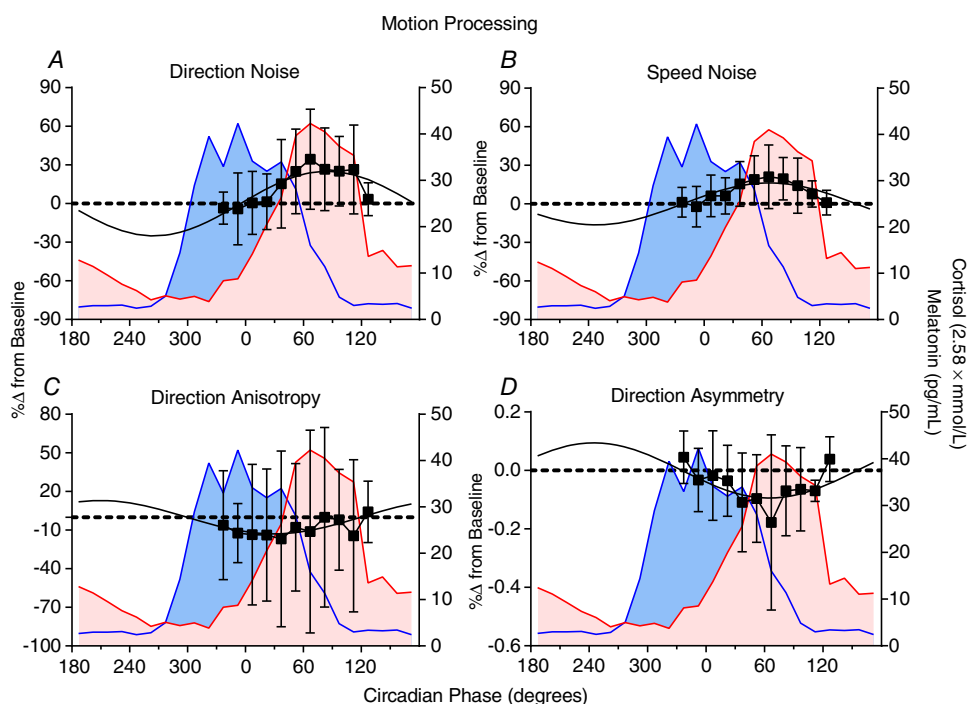 Motion Processing
A
Direction Noise
90
60
30
0
-30
-60
-90
50
40
30
20
10
0
180 240 300 0 60 120
B
Speed Noise
90
60
30
0
-30
-60
-90
50
40
30
20
10
0
180 240 300 0 60 120
%Δ from Baseline
%Δ from Baseline
Cortisol (2.58 × mmol/L)
Melatonin (pg/mL)
C
Direction Anisotropy
80
50
20
-10
-40
-70
-100
50
40
30
20
10
0
180 240 300 0 60 120
D
Direction Asymmetry
0.2
0.0
-0.2
-0.4
-0.6
50
40
30
20
10
0
180 240 300 0 60 120
%Δ from Baseline
Circadian Phase (degrees)